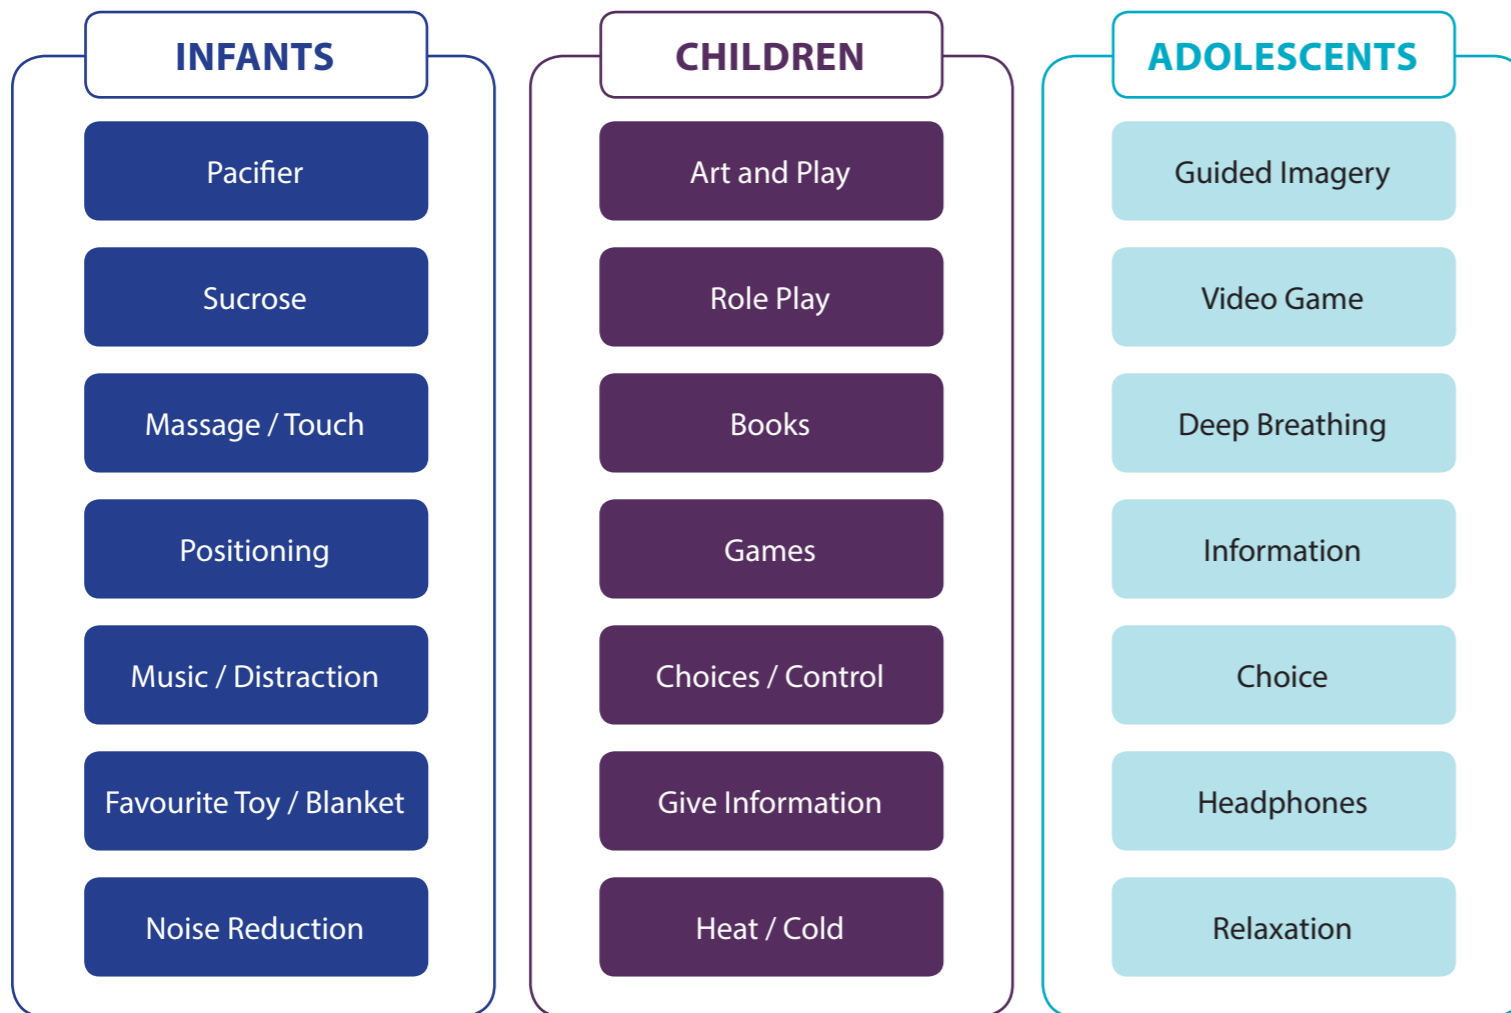 INFANTS
Pacifier
Sucrose
Massage / Touch
Positioning
Music / Distraction
Favourite Toy / Blanket
Noise Reduction
CHILDREN
Art and Play
Role Play
Books
Games
Choices / Control
Give Information
Heat / Cold
ADOLESCENTS
Guided Imagery
Video Game
Deep Breathing
Information
Choice
Headphones
Relaxation